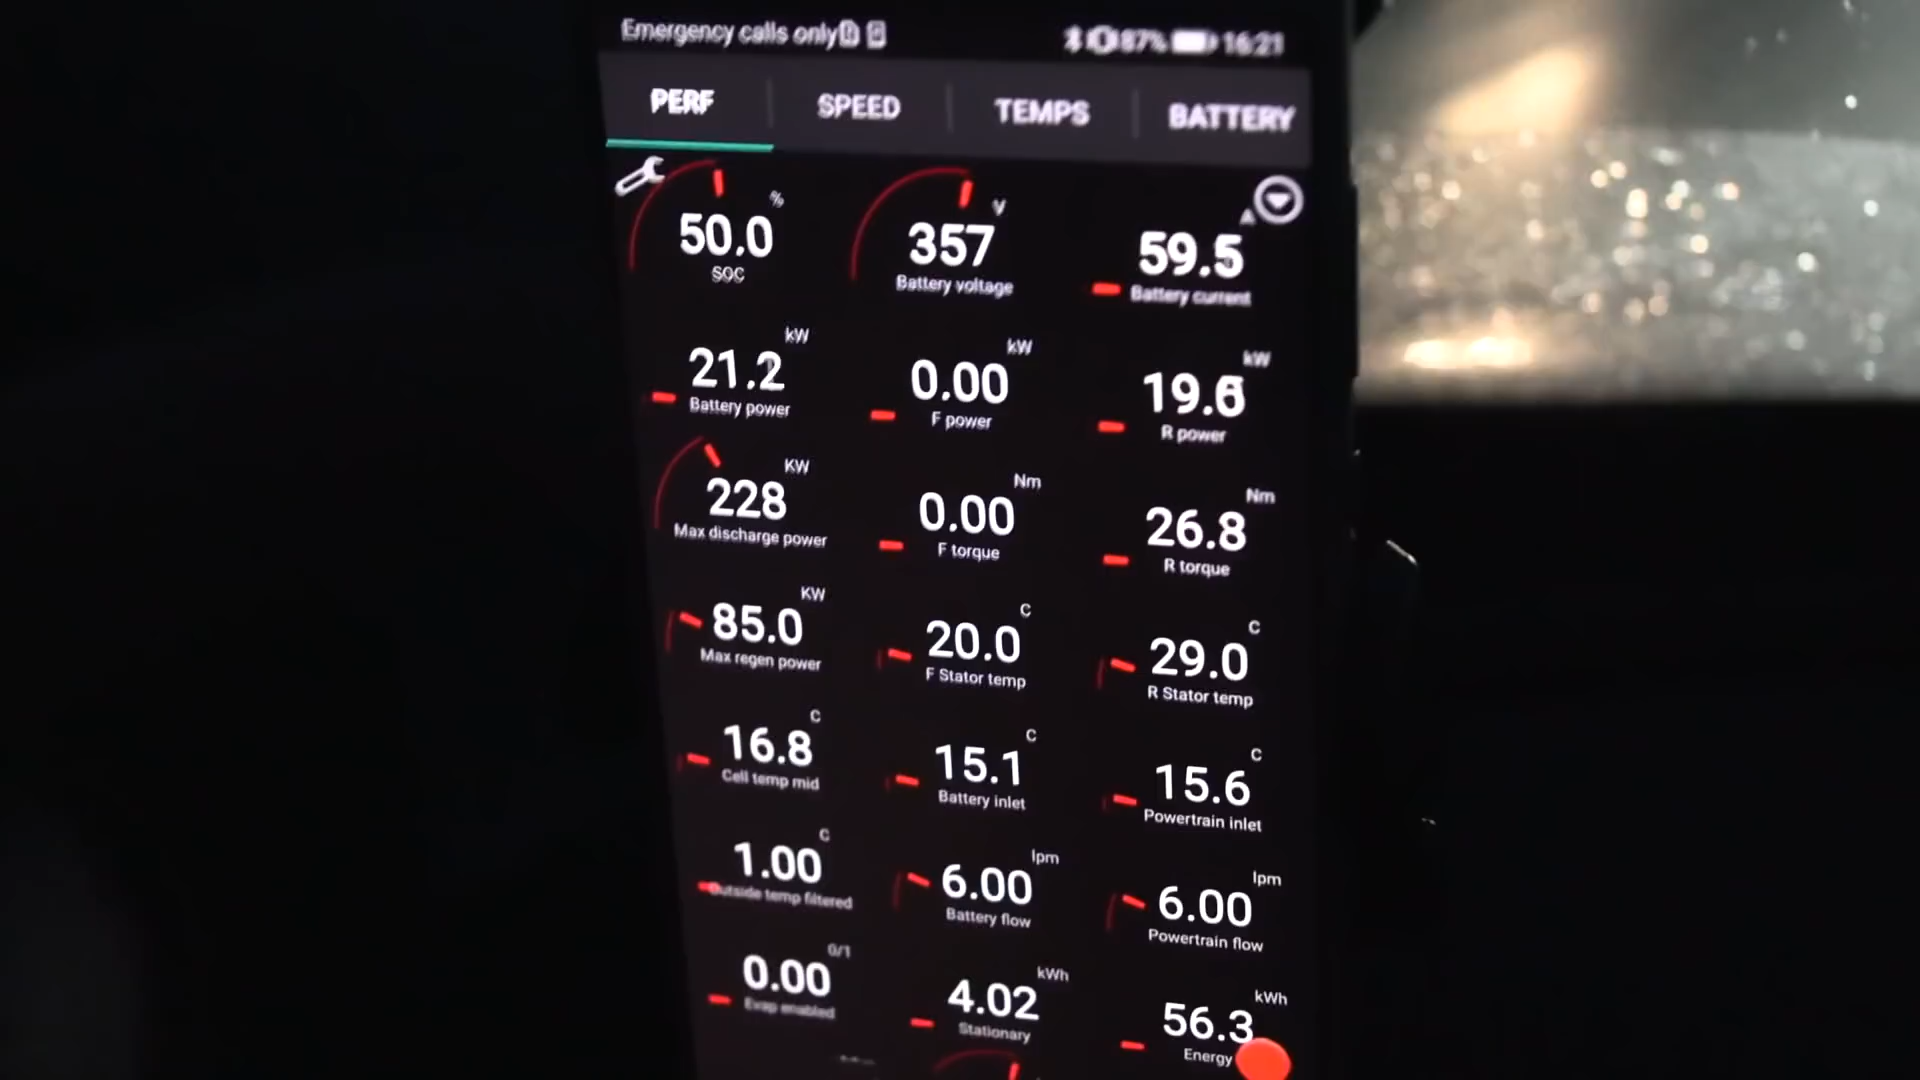 Emergency calls only 87% 16:21
PERF SPEED TEMPS BATTERY
% V A
50.0 357 59.5
SOC Battery voltage Battery current
kW kW kW
21.2 0.00 19.6
Battery power F power R power
KW Nm Nm
228 0.00 26.8
Max discharge power F torque R torque
KW C C
85.0 20.0 29.0
Max regen power F Stator temp R Stator temp
C C C
16.8 15.1 15.6
Cell temp mid Battery inlet Powertrain inlet
C lpm lpm
1.00 6.00 6.00
Outside temp filtered Battery flow Powertrain flow
0/1 kWh kWh
0.00 4.02 56.3
Evap enabled Stationary Energy